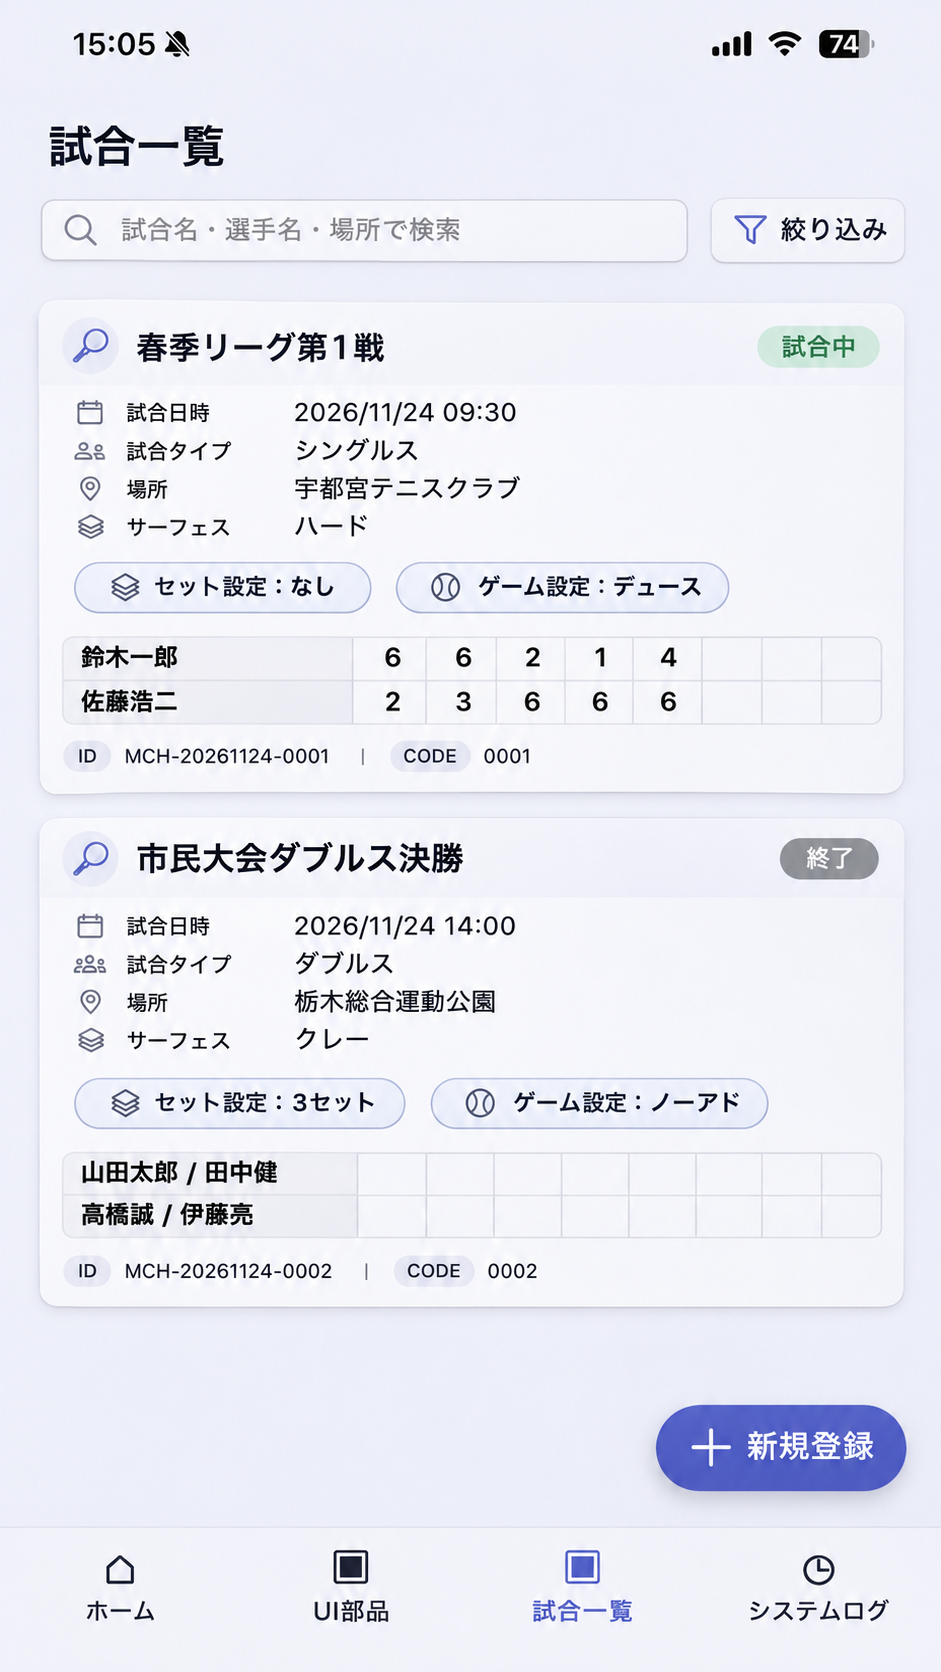 15:05
74
試合一覧
試合名・選手名・場所で検索
絞り込み
春季リーグ第1戦
試合中
試合日時 2026/11/24 09:30
試合タイプ シングルス
場所 宇都宮テニスクラブ
サーフェス ハード
セット設定：なし ゲーム設定：デュース
鈴木一郎 6 6 2 1 4
佐藤浩二 2 3 6 6 6
ID MCH-20261124-0001 | CODE 0001
市民大会ダブルス決勝
終了
試合日時 2026/11/24 14:00
試合タイプ ダブルス
場所 栃木総合運動公園
サーフェス クレー
セット設定：3セット ゲーム設定：ノーアド
山田太郎 / 田中健
高橋誠 / 伊藤亮
ID MCH-20261124-0002 | CODE 0002
新規登録
ホーム UI部品 試合一覧 システムログ